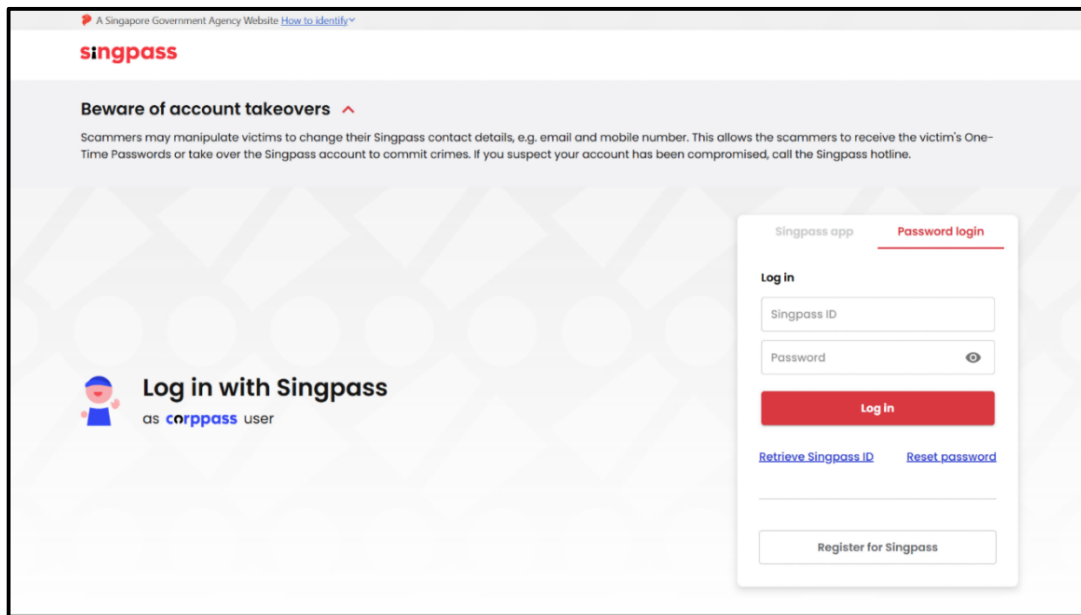 A Singapore Government Agency Website How to identify
singpass
Beware of account takeovers
Scammers may manipulate victims to change their Singpass contact details, e.g. email and mobile number. This allows the scammers to receive the victim's One-
Time Passwords or take over the Singpass account to commit crimes. If you suspect your account has been compromised, call the Singpass hotline.
Singpass app Password login
Log in
Singpass ID
Password
Log in with Singpass
as corppass user
Log in
Retrieve Singpass ID Reset password
Register for Singpass